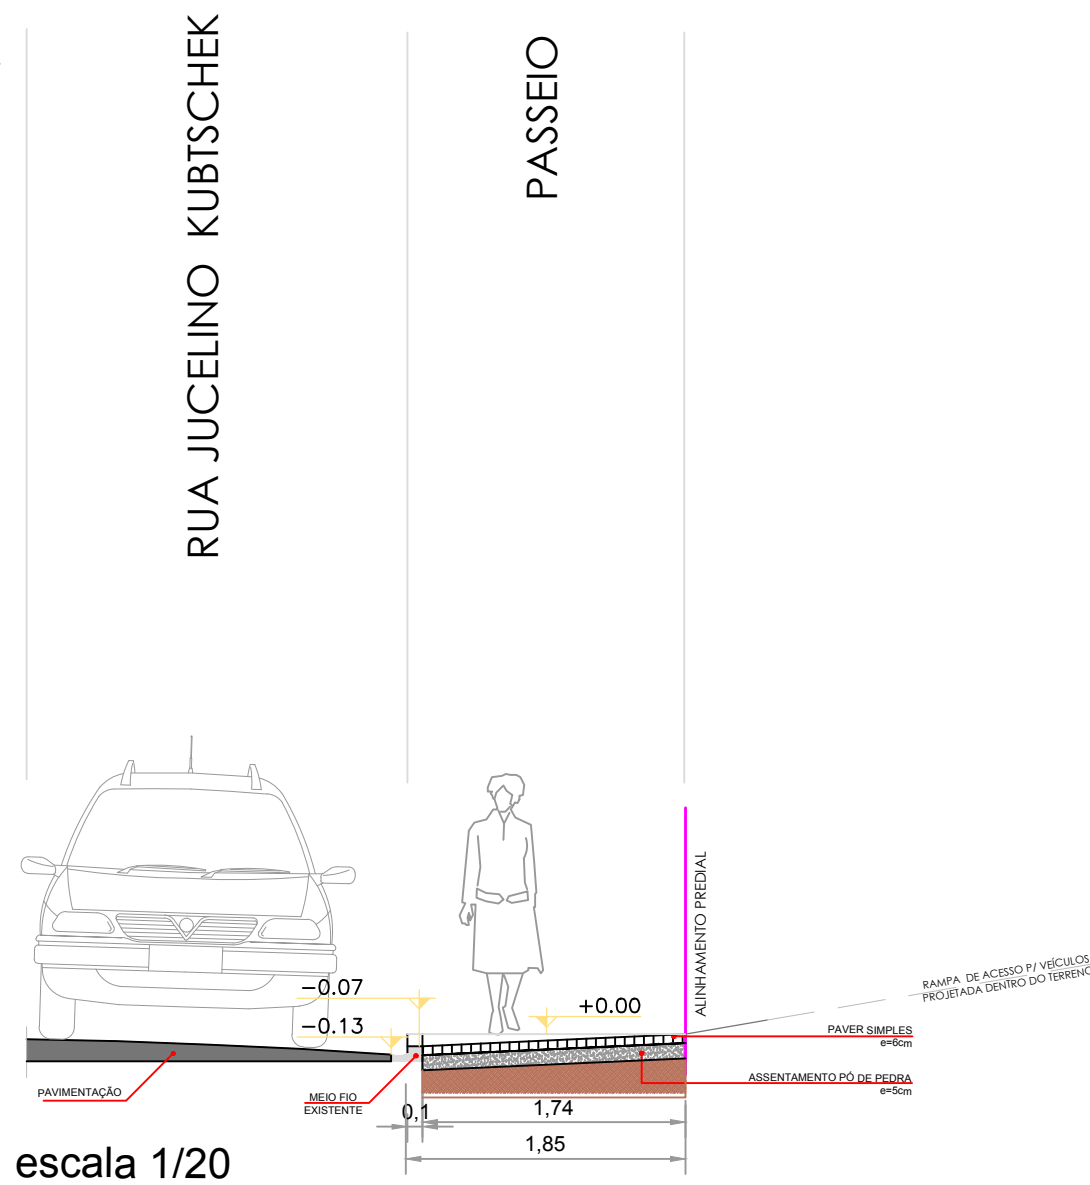 RUA JUCELINO KUBTSCHEK
PASSEIO
ALINHAMENTO PREDIAL
RAMPA DE ACESSO P/ VEÍCULOS
PROJETADA DENTRO DO TERRENO
-0.07
+0.00
-0.13
PAVER SIMPLES
e=6cm
ASSENTAMENTO PÓ DE PEDRA
e=5cm
PAVIMENTAÇÃO
MEIO FIO
EXISTENTE
0,1
1,74
1,85
escala 1/20